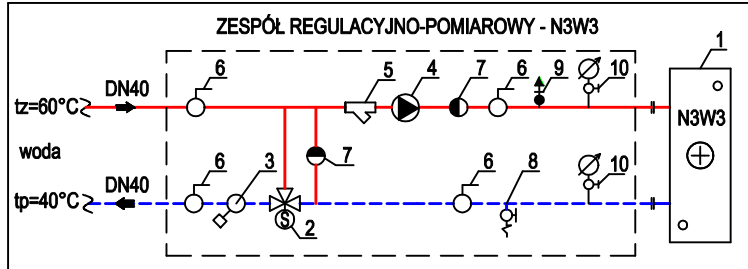 ZESPÓŁ REGULACYJNO-POMIAROWY - N3W3
1
6 5 4 7 6 9 10
DN40
tz=60°C
N3W3
woda
7
DN40
6 3 6 8 10
tp=40°C
S 2